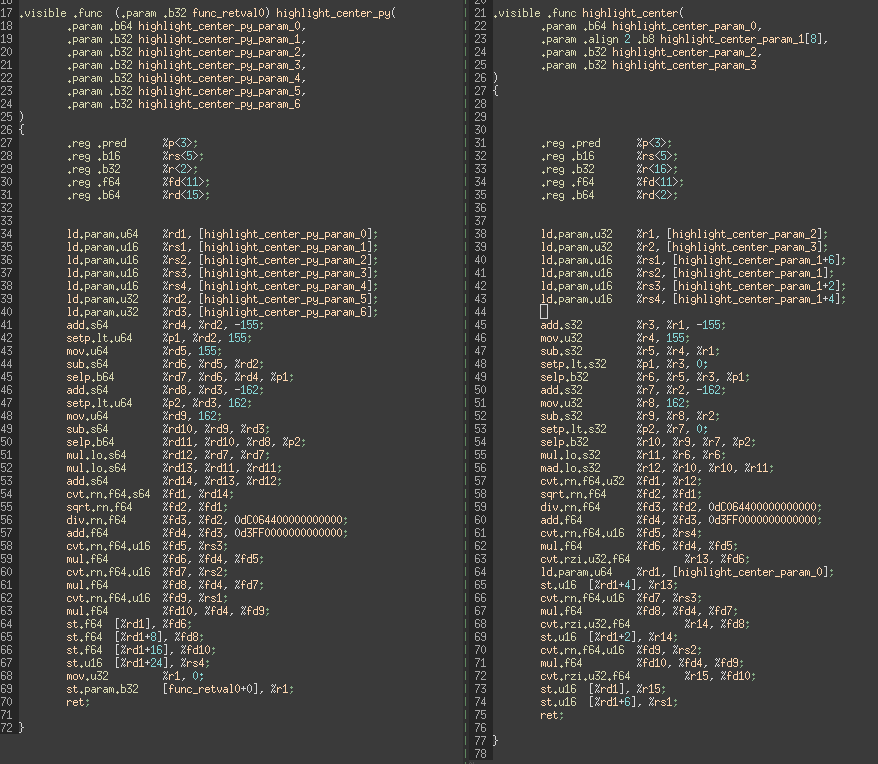 17 .visible .func  (.param .b32 func_retval0) highlight_center_py(
18 .param .b64 highlight_center_py_param_0,
19 .param .b32 highlight_center_py_param_1,
20 .param .b32 highlight_center_py_param_2,
21 .param .b32 highlight_center_py_param_3,
22 .param .b32 highlight_center_py_param_4,
23 .param .b32 highlight_center_py_param_5,
24 .param .b32 highlight_center_py_param_6
25 )
26 {
27 .reg .pred %p<3>;
28 .reg .b16 %rs<5>;
29 .reg .b32 %r<2>;
30 .reg .f64 %fd<11>;
31 .reg .b64 %rd<15>;
32
33
34 ld.param.u64 %rd1, [highlight_center_py_param_0];
35 ld.param.u16 %rs1, [highlight_center_py_param_1];
36 ld.param.u16 %rs2, [highlight_center_py_param_2];
37 ld.param.u16 %rs3, [highlight_center_py_param_3];
38 ld.param.u16 %rs4, [highlight_center_py_param_4];
39 ld.param.u32 %rd2, [highlight_center_py_param_5];
40 ld.param.u32 %rd3, [highlight_center_py_param_6];
41 add.s64 %rd4, %rd2, -155;
42 setp.lt.u64 %p1, %rd2, 155;
43 mov.u64 %rd5, 155;
44 sub.s64 %rd6, %rd5, %rd2;
45 selp.b64 %rd7, %rd6, %rd4, %p1;
46 add.s64 %rd8, %rd3, -162;
47 setp.lt.u64 %p2, %rd3, 162;
48 mov.u64 %rd9, 162;
49 sub.s64 %rd10, %rd9, %rd3;
50 selp.b64 %rd11, %rd10, %rd8, %p2;
51 mul.lo.s64 %rd12, %rd7, %rd7;
52 mul.lo.s64 %rd13, %rd11, %rd11;
53 add.s64 %rd14, %rd13, %rd12;
54 cvt.rn.f64.s64 %fd1, %rd14;
55 sqrt.rn.f64 %fd2, %fd1;
56 div.rn.f64 %fd3, %fd2, 0dC064400000000000;
57 add.f64 %fd4, %fd3, 0d3FF0000000000000;
58 cvt.rn.f64.u16 %fd5, %rs3;
59 mul.f64 %fd6, %fd4, %fd5;
60 cvt.rn.f64.u16 %fd7, %rs2;
61 mul.f64 %fd8, %fd4, %fd7;
62 cvt.rn.f64.u16 %fd9, %rs1;
63 mul.f64 %fd10, %fd4, %fd9;
64 st.f64 [%rd1], %fd6;
65 st.f64 [%rd1+8], %fd8;
66 st.f64 [%rd1+16], %fd10;
67 st.u16 [%rd1+24], %rs4;
68 mov.u32 %r1, 0;
69 st.param.b32 [func_retval0+0], %r1;
70 ret;
71
72 }
21 .visible .func highlight_center(
22 .param .b64 highlight_center_param_0,
23 .param .align 2 .b8 highlight_center_param_1[8],
24 .param .b32 highlight_center_param_2,
25 .param .b32 highlight_center_param_3
26 )
27 {
28
29
30
31 .reg .pred %p<3>;
32 .reg .b16 %rs<5>;
33 .reg .b32 %r<16>;
34 .reg .f64 %fd<11>;
35 .reg .b64 %rd<2>;
36
37
38 ld.param.u32 %r1, [highlight_center_param_2];
39 ld.param.u32 %r2, [highlight_center_param_3];
40 ld.param.u16 %rs1, [highlight_center_param_1+6];
41 ld.param.u16 %rs2, [highlight_center_param_1];
42 ld.param.u16 %rs3, [highlight_center_param_1+2];
43 ld.param.u16 %rs4, [highlight_center_param_1+4];
44
45 add.s32 %r3, %r1, -155;
46 mov.u32 %r4, 155;
47 sub.s32 %r5, %r4, %r1;
48 setp.lt.s32 %p1, %r3, 0;
49 selp.b32 %r6, %r5, %r3, %p1;
50 add.s32 %r7, %r2, -162;
51 mov.u32 %r8, 162;
52 sub.s32 %r9, %r8, %r2;
53 setp.lt.s32 %p2, %r7, 0;
54 selp.b32 %r10, %r9, %r7, %p2;
55 mul.lo.s32 %r11, %r6, %r6;
56 mad.lo.s32 %r12, %r10, %r10, %r11;
57 cvt.rn.f64.u32 %fd1, %r12;
58 sqrt.rn.f64 %fd2, %fd1;
59 div.rn.f64 %fd3, %fd2, 0dC064400000000000;
60 add.f64 %fd4, %fd3, 0d3FF0000000000000;
61 cvt.rn.f64.u16 %fd5, %rs4;
62 mul.f64 %fd6, %fd4, %fd5;
63 cvt.rzi.u32.f64 %r13, %fd6;
64 ld.param.u64 %rd1, [highlight_center_param_0];
65 st.u16 [%rd1+4], %r13;
66 cvt.rn.f64.u16 %fd7, %rs3;
67 mul.f64 %fd8, %fd4, %fd7;
68 cvt.rzi.u32.f64 %r14, %fd8;
69 st.u16 [%rd1+2], %r14;
70 cvt.rn.f64.u16 %fd9, %rs2;
71 mul.f64 %fd10, %fd4, %fd9;
72 cvt.rzi.u32.f64 %r15, %fd10;
73 st.u16 [%rd1], %r15;
74 st.u16 [%rd1+6], %rs1;
75 ret;
76
77 }
78